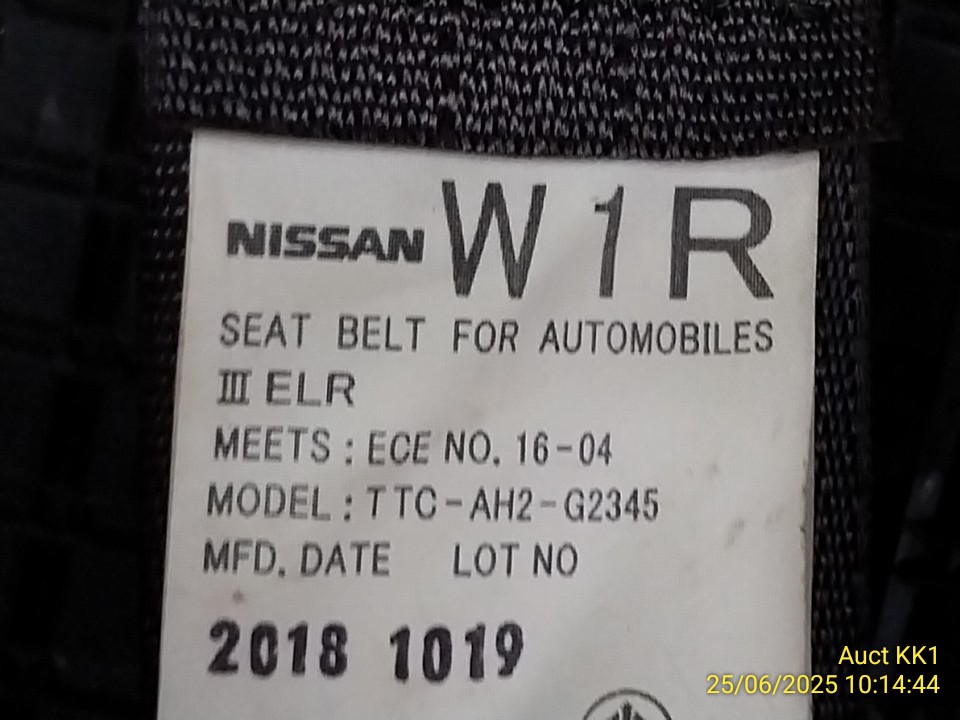 NISSAN W1R
SEAT BELT FOR AUTOMOBILES
III ELR
MEETS : ECE NO. 16-04
MODEL : TTC-AH2-G2345
MFD. DATE LOT NO
2018 1019
Auct KK1
25/06/2025 10:14:44